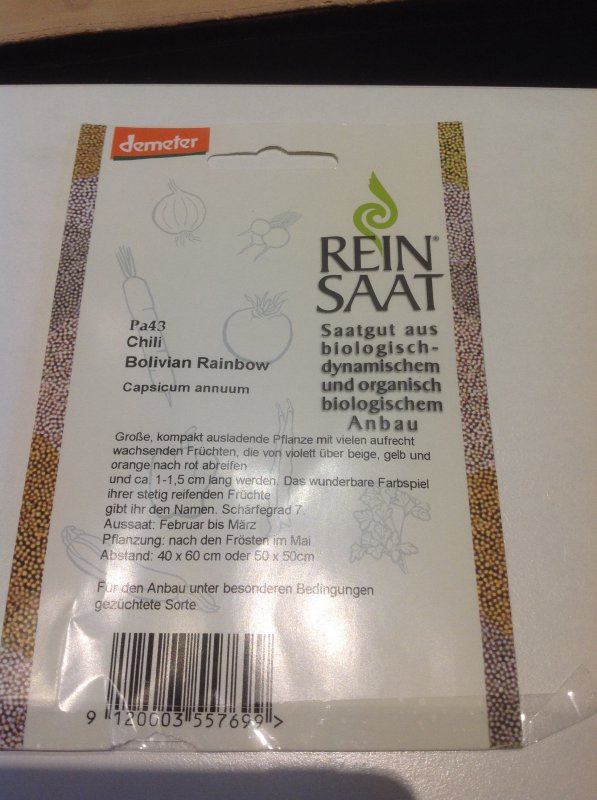 demeter
REIN®
SAAT
Saatgut aus
biologisch-
dynamischem
und organisch
biologischem
Anbau
Pa43
Chili
Bolivian Rainbow
Capsicum annuum
Große, kompakt ausladende Pflanze mit vielen aufrecht
wachsenden Früchten, die von violett über beige, gelb und
orange nach rot abreifen
und ca. 1-1,5 cm lang werden. Das wunderbare Farbspiel
ihrer stetig reifenden Früchte
gibt ihr den Namen. Schärfegrad 7.
Aussaat: Februar bis März
Pflanzung: nach den Frösten im Mai
Abstand: 40 x 60 cm oder 50 x 50cm
Für den Anbau unter besonderen Bedingungen
gezüchtete Sorte
9 120003 557699 >